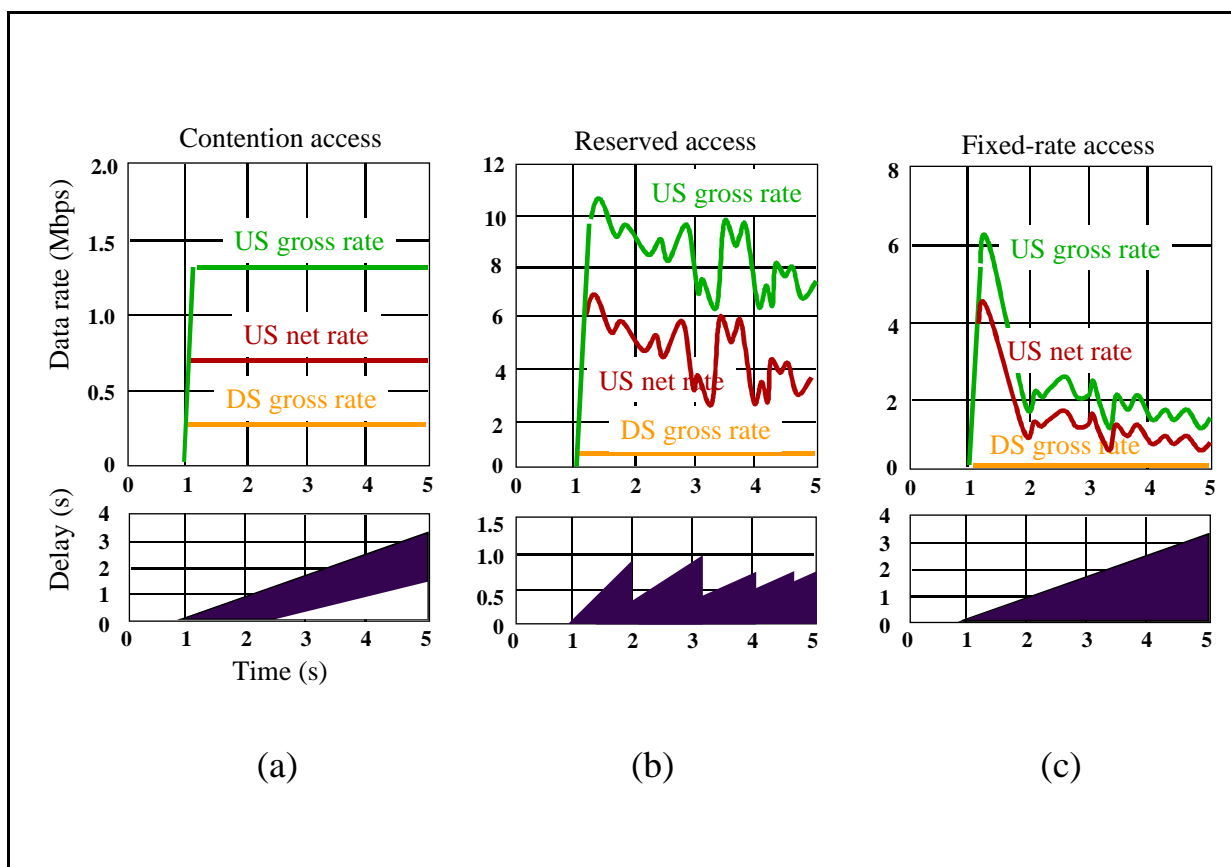 Contention access
Data rate (Mbps)
2.0
1.5
1.0
0.5
0
US gross rate
US net rate
DS gross rate
0 1 2 3 4 5
Delay (s)
4
3
2
1
0
0 1 2 3 4 5
Time (s)
(a)
Reserved access
12
10
8
6
4
2
0
US gross rate
US net rate
DS gross rate
0 1 2 3 4 5
1.5
1.0
0.5
0
0 1 2 3 4 5
(b)
Fixed-rate access
8
6
4
2
0
US gross rate
US net rate
DS gross rate
0 1 2 3 4 5
4
3
2
1
0
0 1 2 3 4 5
(c)